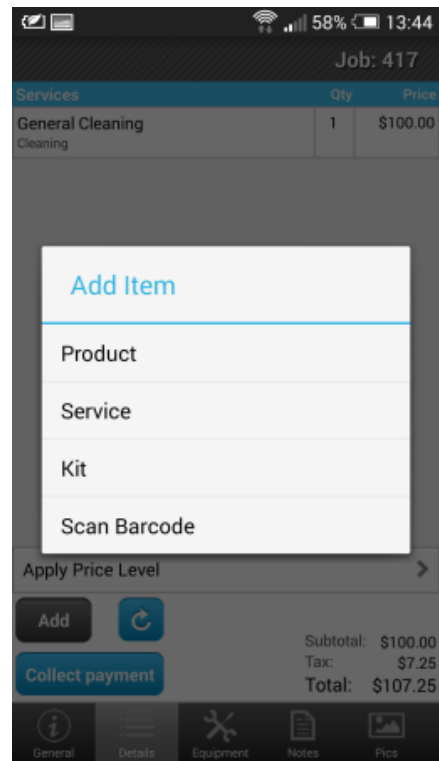 58% 13:44
Job: 417
Services Qty Price
General Cleaning 1 $100.00
Cleaning
Add Item
Product
Service
Kit
Scan Barcode
Apply Price Level
Add
Subtotal: $100.00
Collect payment
Tax: $7.25
Total: $107.25
General Details Equipment Notes Pics